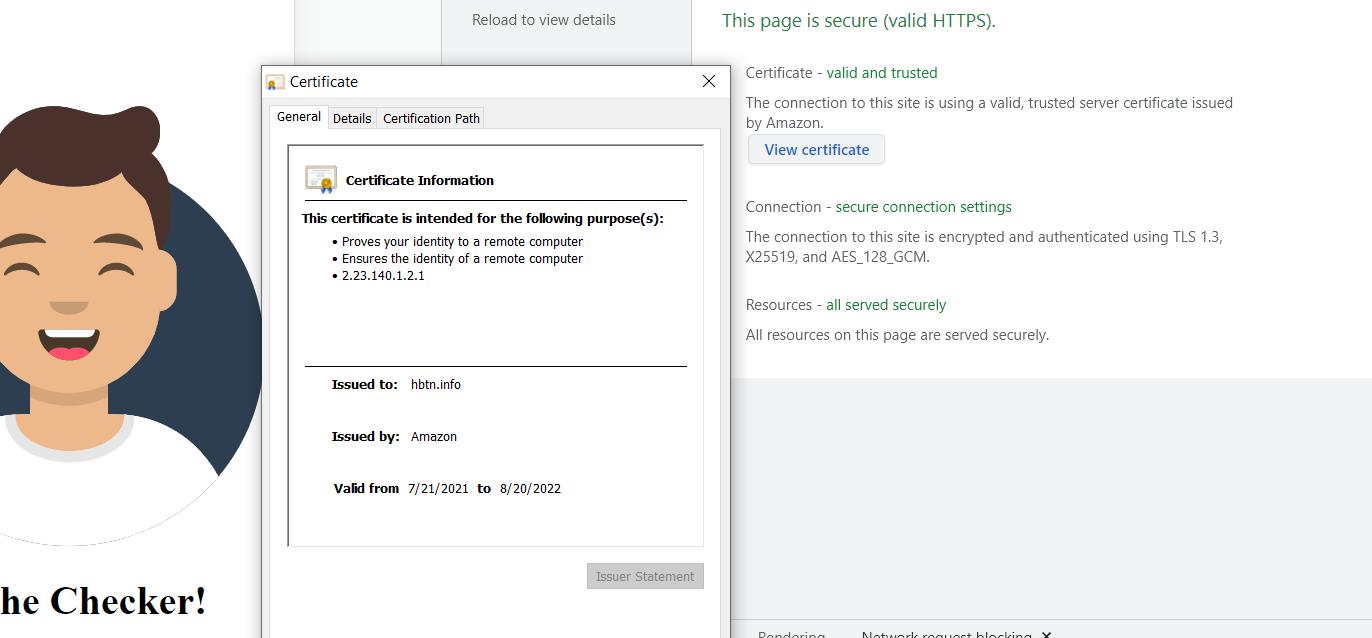 Reload to view details
This page is secure (valid HTTPS).
Certificate
General
Details
Certification Path
Certificate Information
This certificate is intended for the following purpose(s):
• Proves your identity to a remote computer
• Ensures the identity of a remote computer
• 2.23.140.1.2.1
Issued to: hbtn.info
Issued by: Amazon
Valid from 7/21/2021 to 8/20/2022
Issuer Statement
Certificate - valid and trusted
The connection to this site is using a valid, trusted server certificate issued
by Amazon.
View certificate
Connection - secure connection settings
The connection to this site is encrypted and authenticated using TLS 1.3,
X25519, and AES_128_GCM.
Resources - all served securely
All resources on this page are served securely.
he Checker!
Rendering
Network request blocking